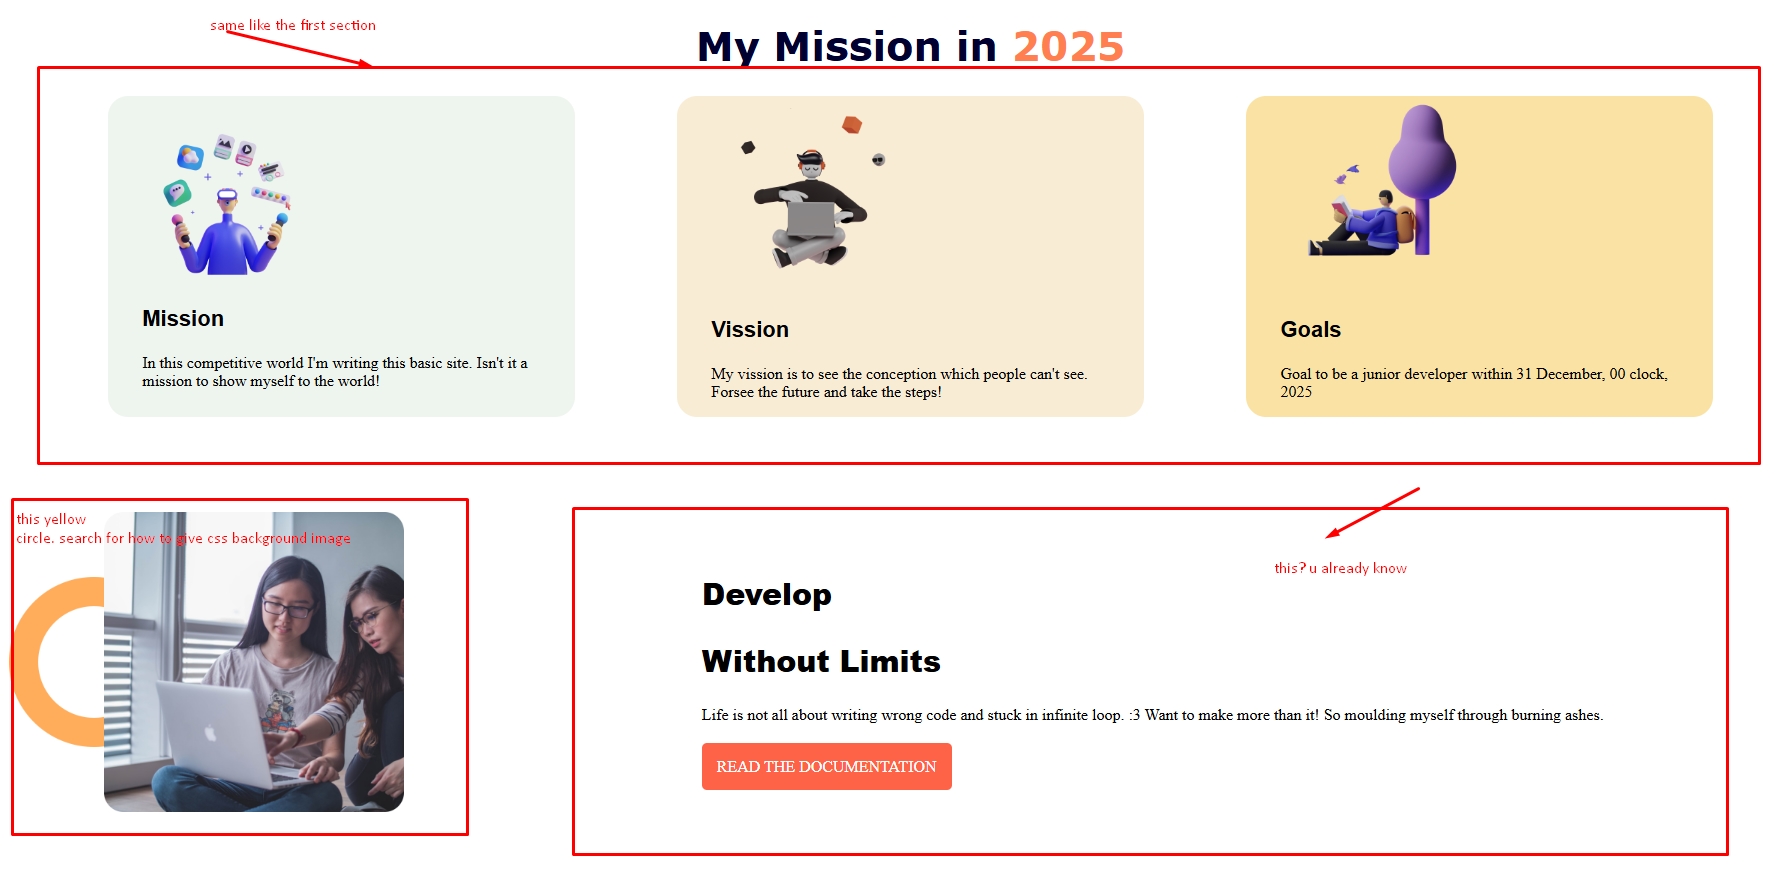 same like the first section
My Mission in 2025
Mission
In this competitive world I'm writing this basic site. Isn't it a
mission to show myself to the world!
Vission
My vission is to see the conception which people can't see.
Forsee the future and take the steps!
Goals
Goal to be a junior developer within 31 December, 00 clock,
2025
this yellow
circle. search for how to give css background image
this? u already know
Develop
Without Limits
Life is not all about writing wrong code and stuck in infinite loop. :3 Want to make more than it! So moulding myself through burning ashes.
READ THE DOCUMENTATION